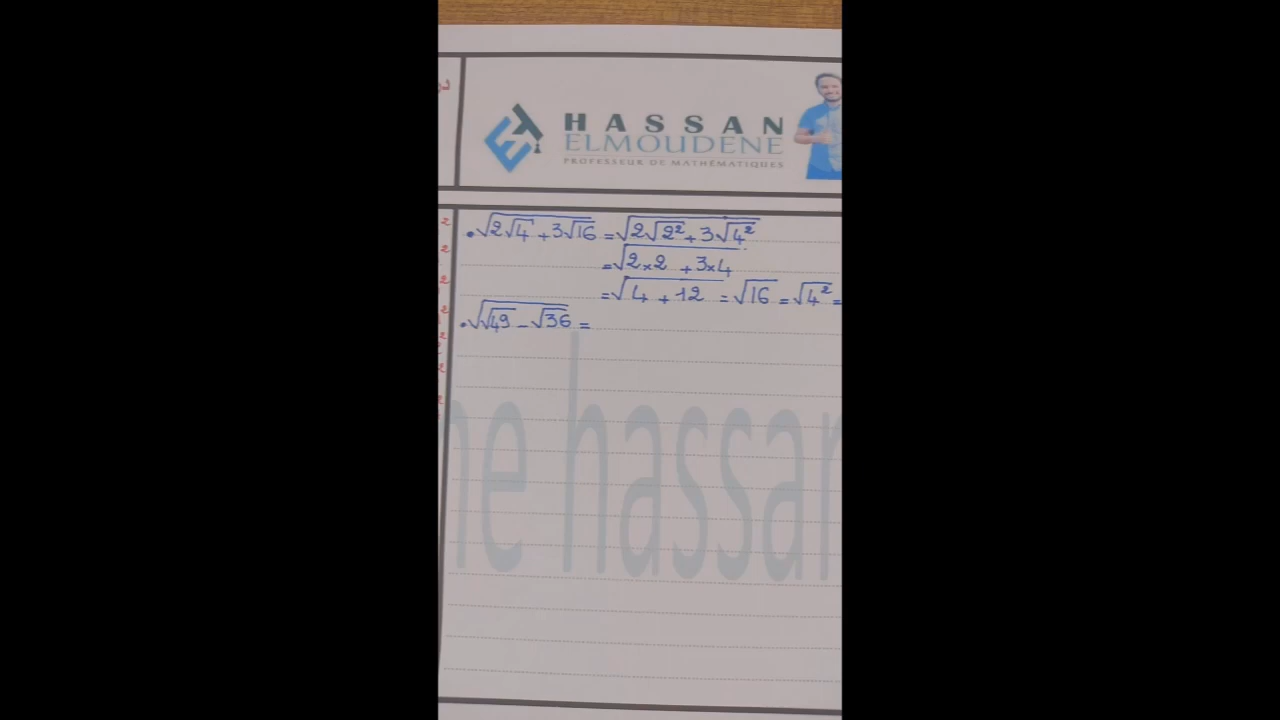 HASSAN
ELMOUDENE
PROFESSEUR DE MATHÉMATIQUES
.√(2√4 + 3√16) = √(2√2² + 3√4²)
= √(2×2 + 3×4
= √(4 + 12 = √16 = √4² =
.√(√49 - √36) =
ne hassan